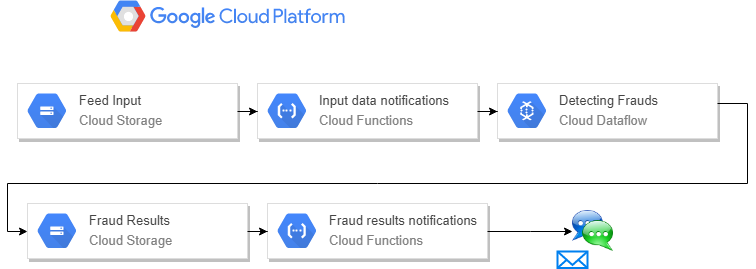 Google Cloud Platform
Feed Input
Cloud Storage
Input data notifications
Cloud Functions
Detecting Frauds
Cloud Dataflow
Fraud Results
Cloud Storage
Fraud results notifications
Cloud Functions